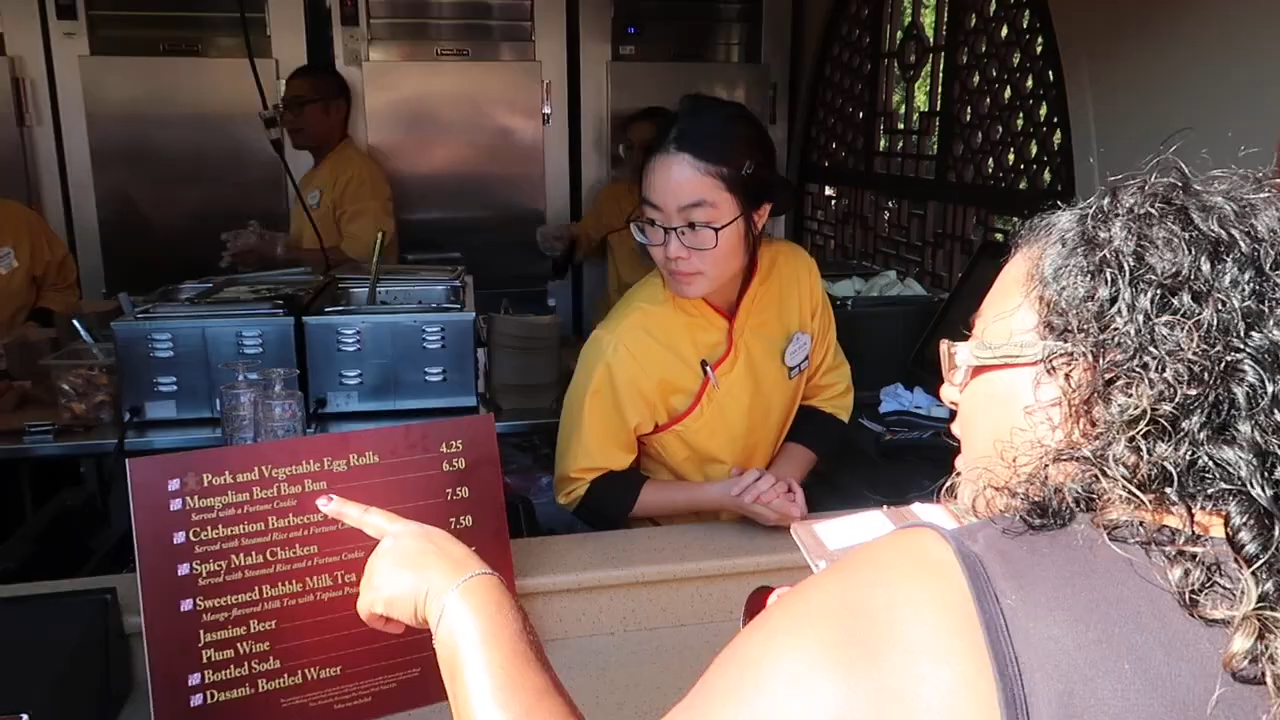 Pork and Vegetable Egg Rolls 4.25
Mongolian Beef Bao Bun 6.50
Served with a Fortune Cookie
Celebration Barbecue 7.50
Served with Steamed Rice and a Fortune
Spicy Mala Chicken 7.50
Served with Steamed Rice and a Fortune Cookie
Sweetened Bubble Milk Tea
Mango-flavored Milk Tea with Tapioca
Jasmine Beer
Plum Wine
Bottled Soda
Dasani® Bottled Water